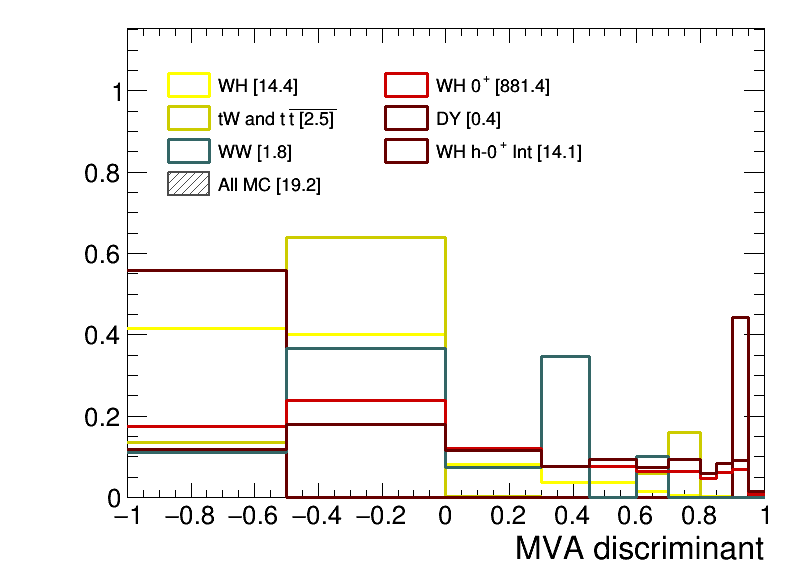 1
0.8
0.6
0.4
0.2
0
WH [14.4]
tW and t t [2.5]
WW [1.8]
All MC [19.2]
WH 0+ [881.4]
DY [0.4]
WH h-0+ Int [14.1]
−1 −0.8 −0.6 −0.4 −0.2 0 0.2 0.4 0.6 0.8 1
MVA discriminant